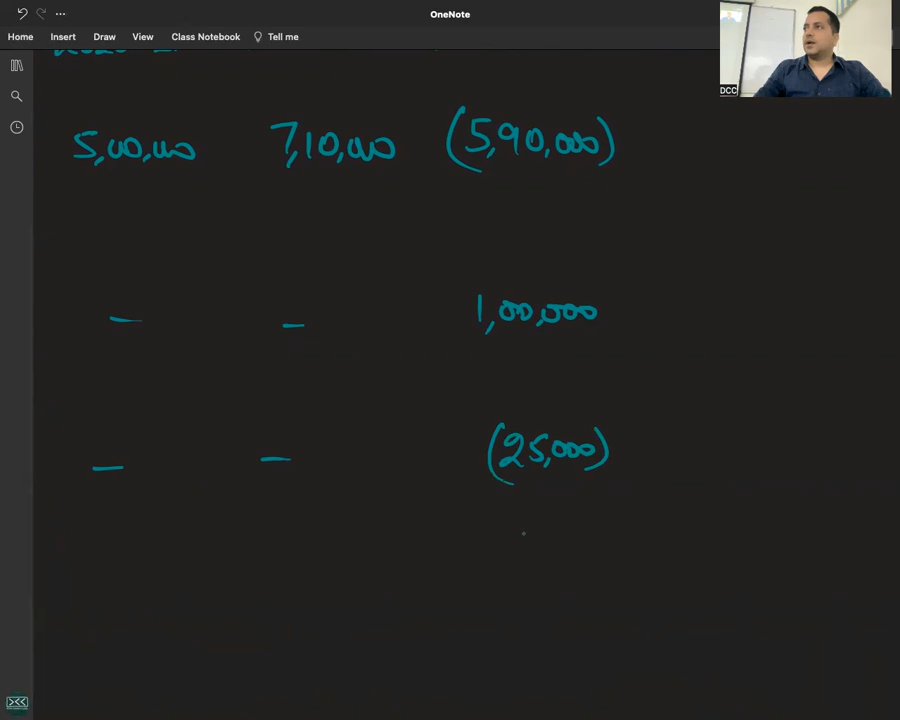 OneNote
Home Insert Draw View Class Notebook Tell me
DCC
5,00,000 7,10,000 (5,90,000)
– – 1,00,000
– – (25,000)